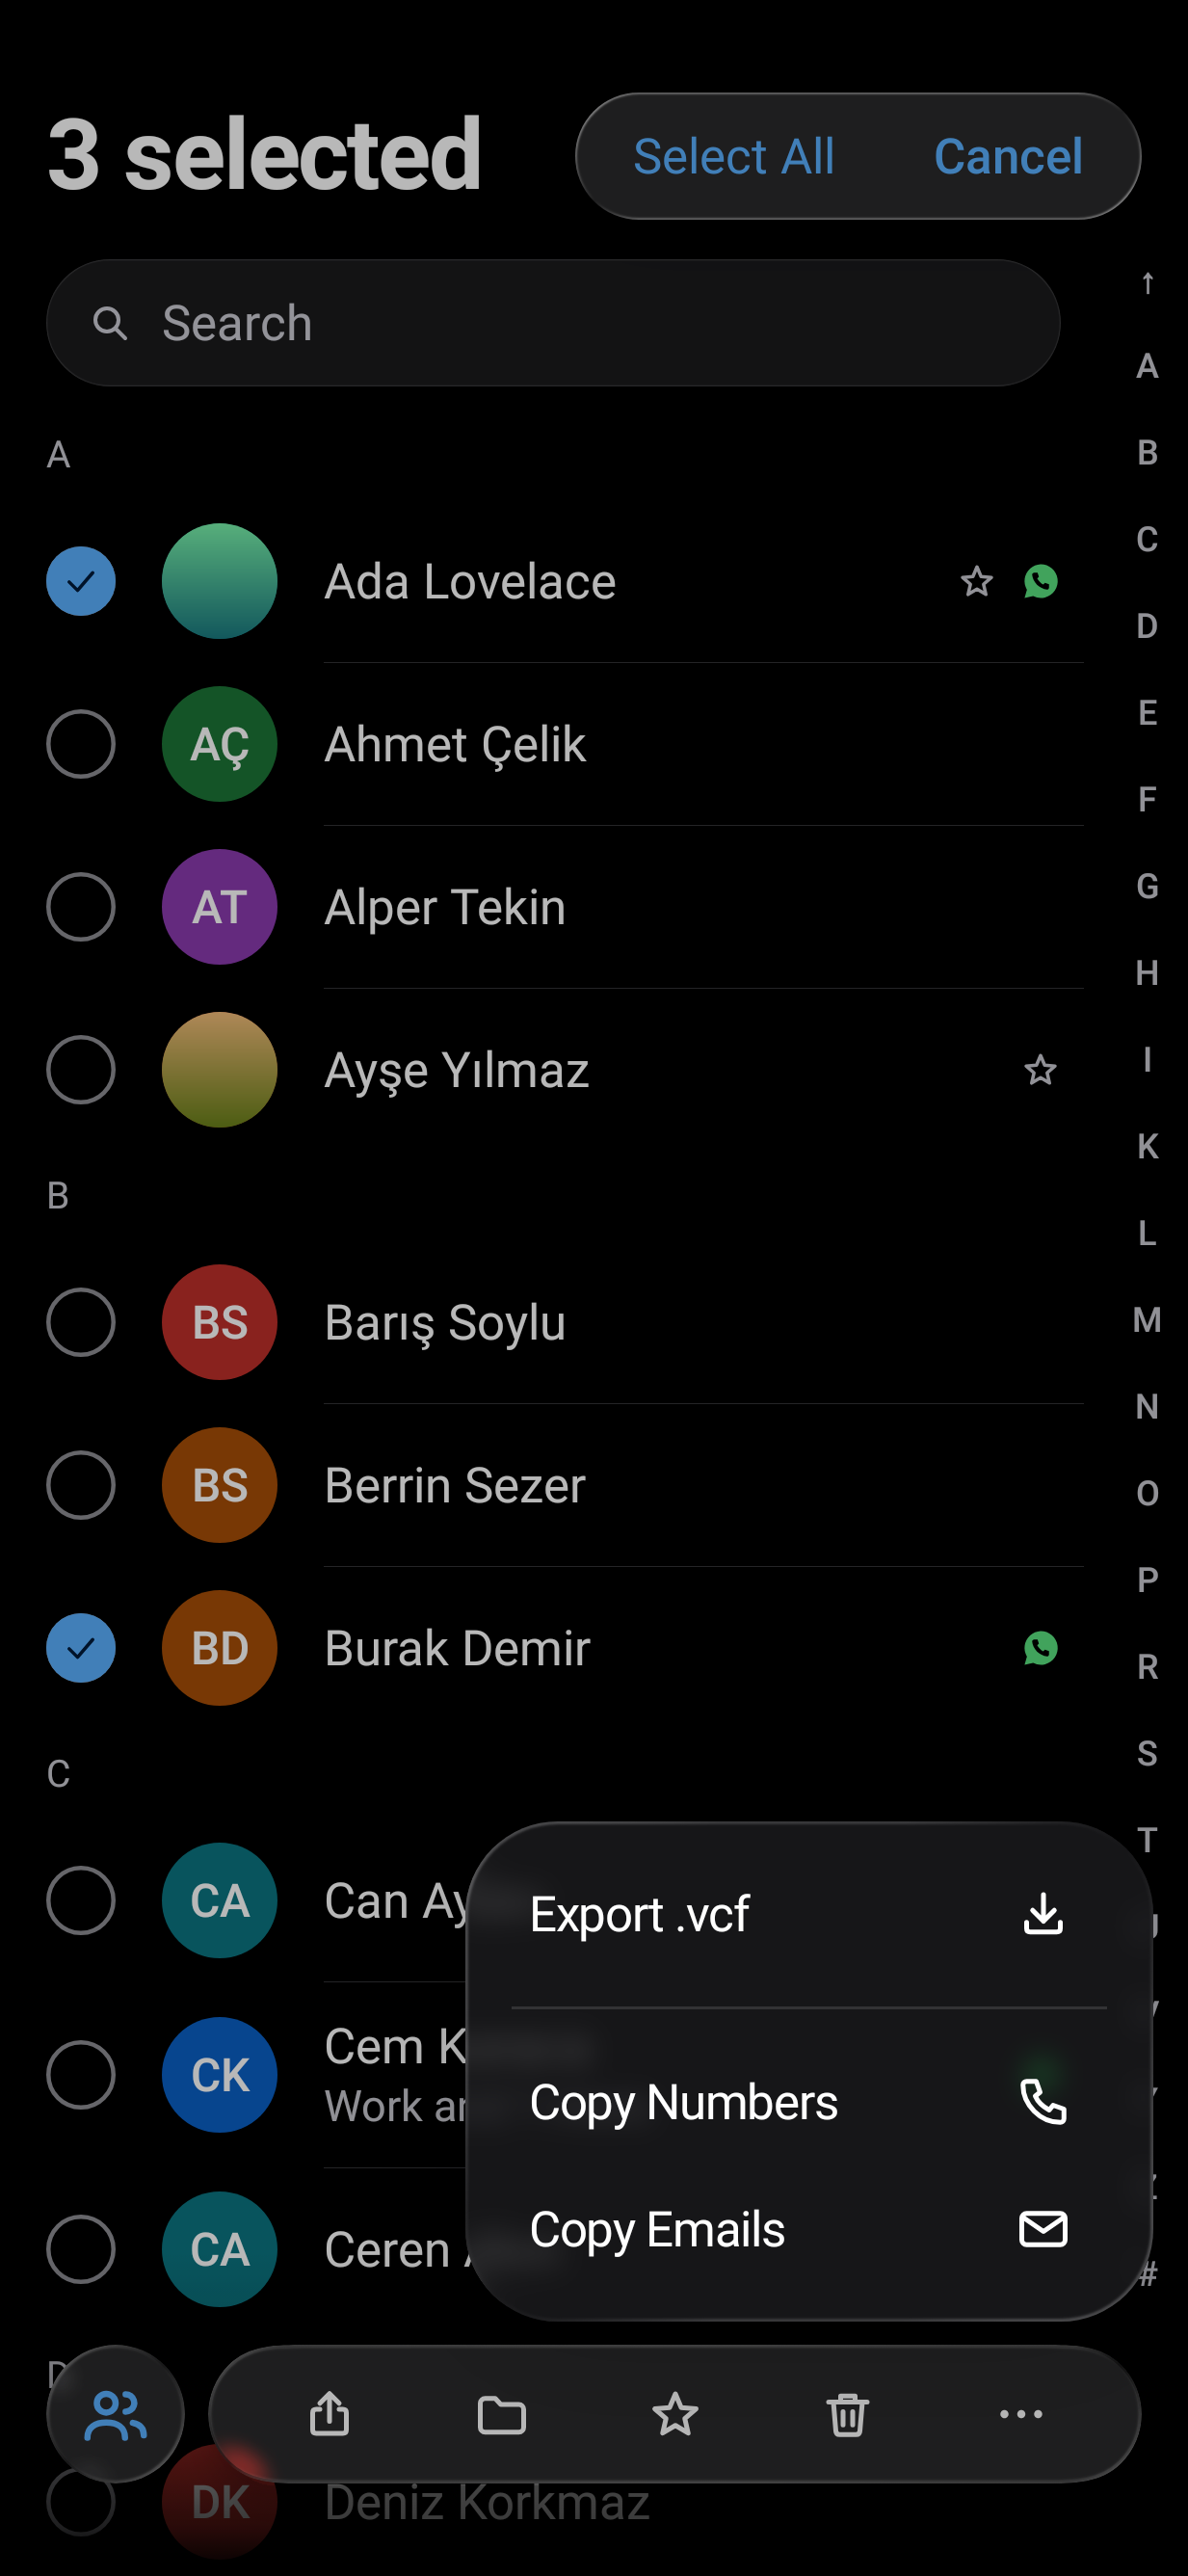 3 selected
Select All
Cancel
Search
↑
A
B
C
D
E
F
G
H
I
K
L
M
N
O
P
R
S
T
#
A
Ada Lovelace
AÇ
Ahmet Çelik
AT
Alper Tekin
Ayşe Yılmaz
B
BS
Barış Soylu
BS
Berrin Sezer
BD
Burak Demir
C
CA
Can
CK
Cem
Work
CA
Ceren
Export .vcf
Copy Numbers
Copy Emails
DK
Deniz Korkmaz